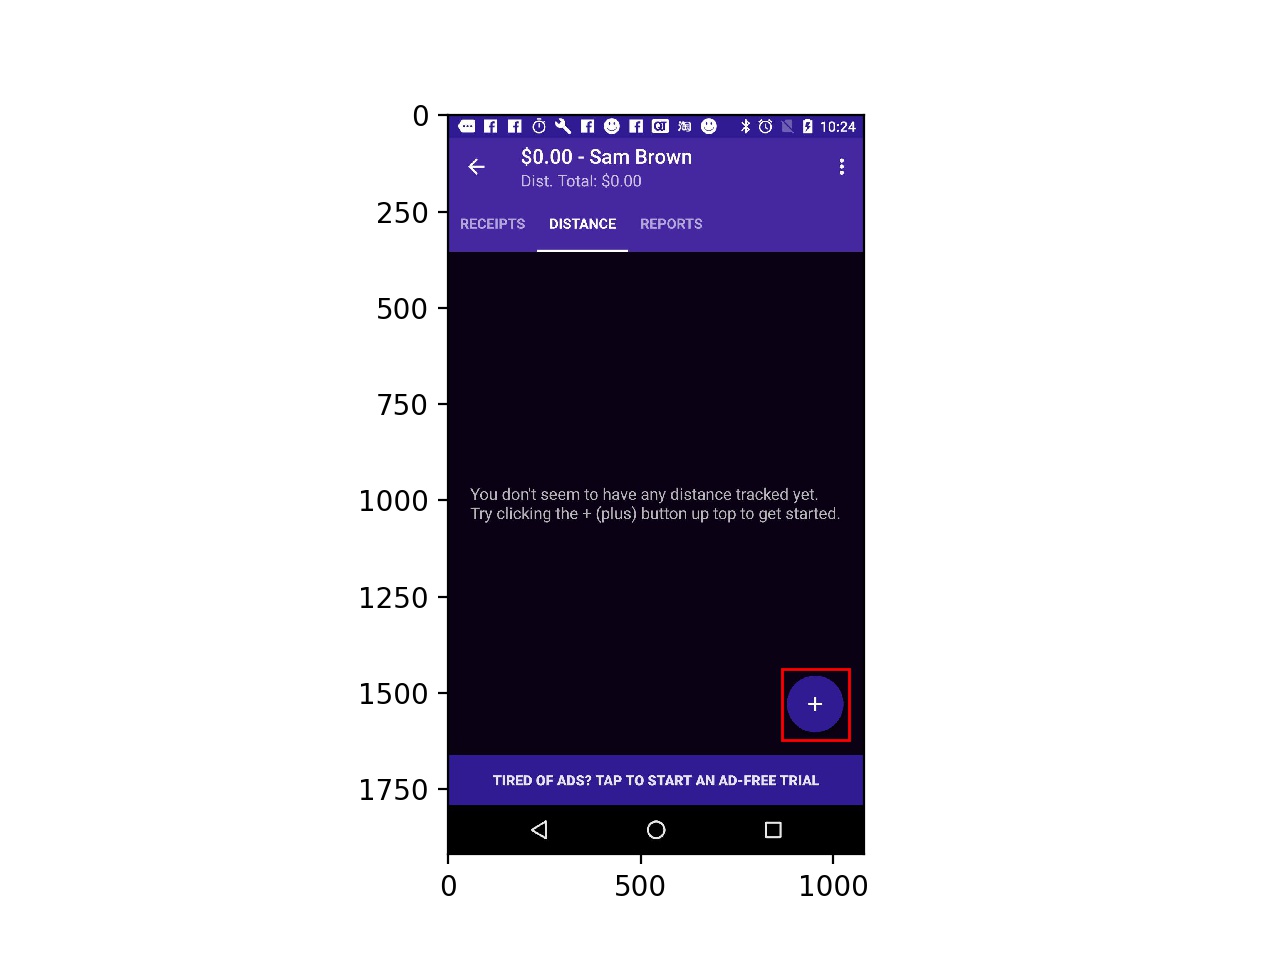 0
250
500
750
1000
1250
1500
1750
10:24
$0.00 - Sam Brown
Dist. Total: $0.00
RECEIPTS DISTANCE REPORTS
You don't seem to have any distance tracked yet.
Try clicking the + (plus) button up top to get started.
+
TIRED OF ADS? TAP TO START AN AD-FREE TRIAL
0 500 1000